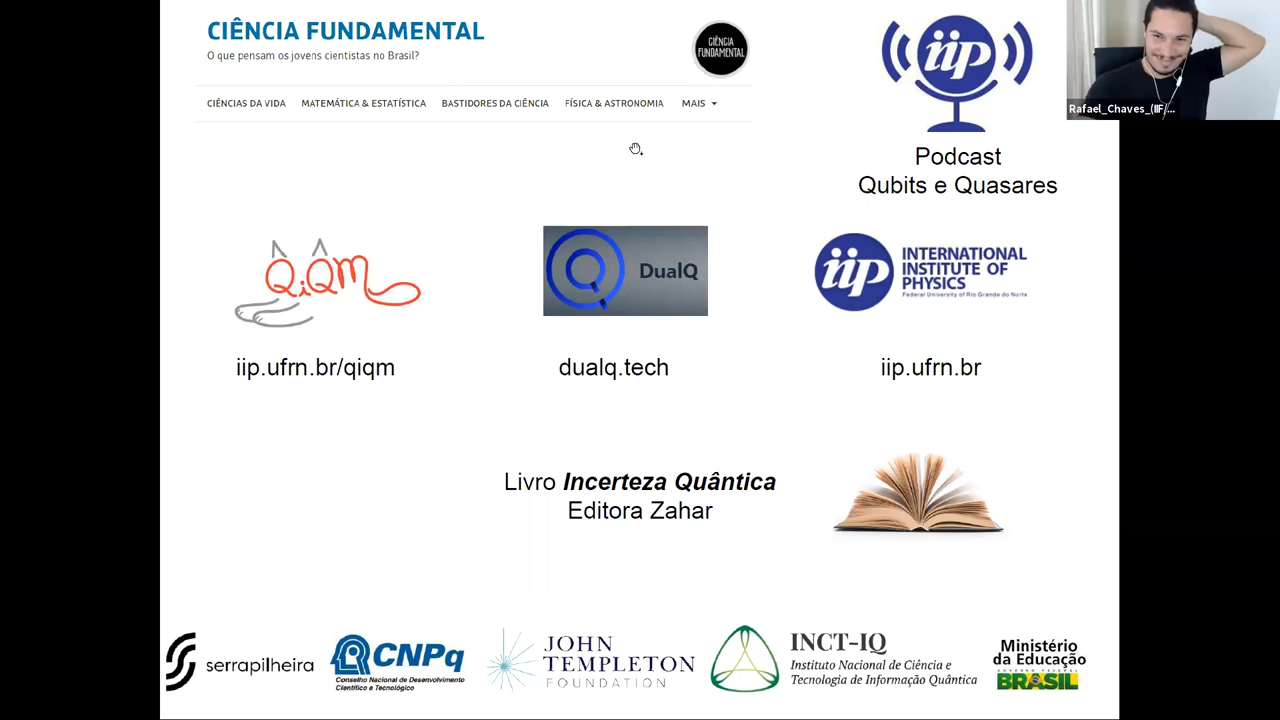 CIÊNCIA FUNDAMENTAL
O que pensam os jovens cientistas no Brasil?
CIÊNCIA FUNDAMENTAL
CIÊNCIAS DA VIDA MATEMÁTICA & ESTATÍSTICA BASTIDORES DA CIÊNCIA FÍSICA & ASTRONOMIA MAIS
iip
Rafael_Chaves_(IIF/...
Podcast
Qubits e Quasares
QiQm
DualQ
iip
INTERNATIONAL
INSTITUTE OF
PHYSICS
Federal University of Rio Grande do Norte
iip.ufrn.br/qiqm
dualq.tech
iip.ufrn.br
Livro Incerteza Quântica
Editora Zahar
serrapilheira
CNPq
Conselho Nacional de Desenvolvimento
Científico e Tecnológico
JOHN
TEMPLETON
FOUNDATION
INCT-IQ
Instituto Nacional de Ciência e
Tecnologia de Informação Quântica
Ministério
da Educação
GOVERNO FEDERAL
BRASIL